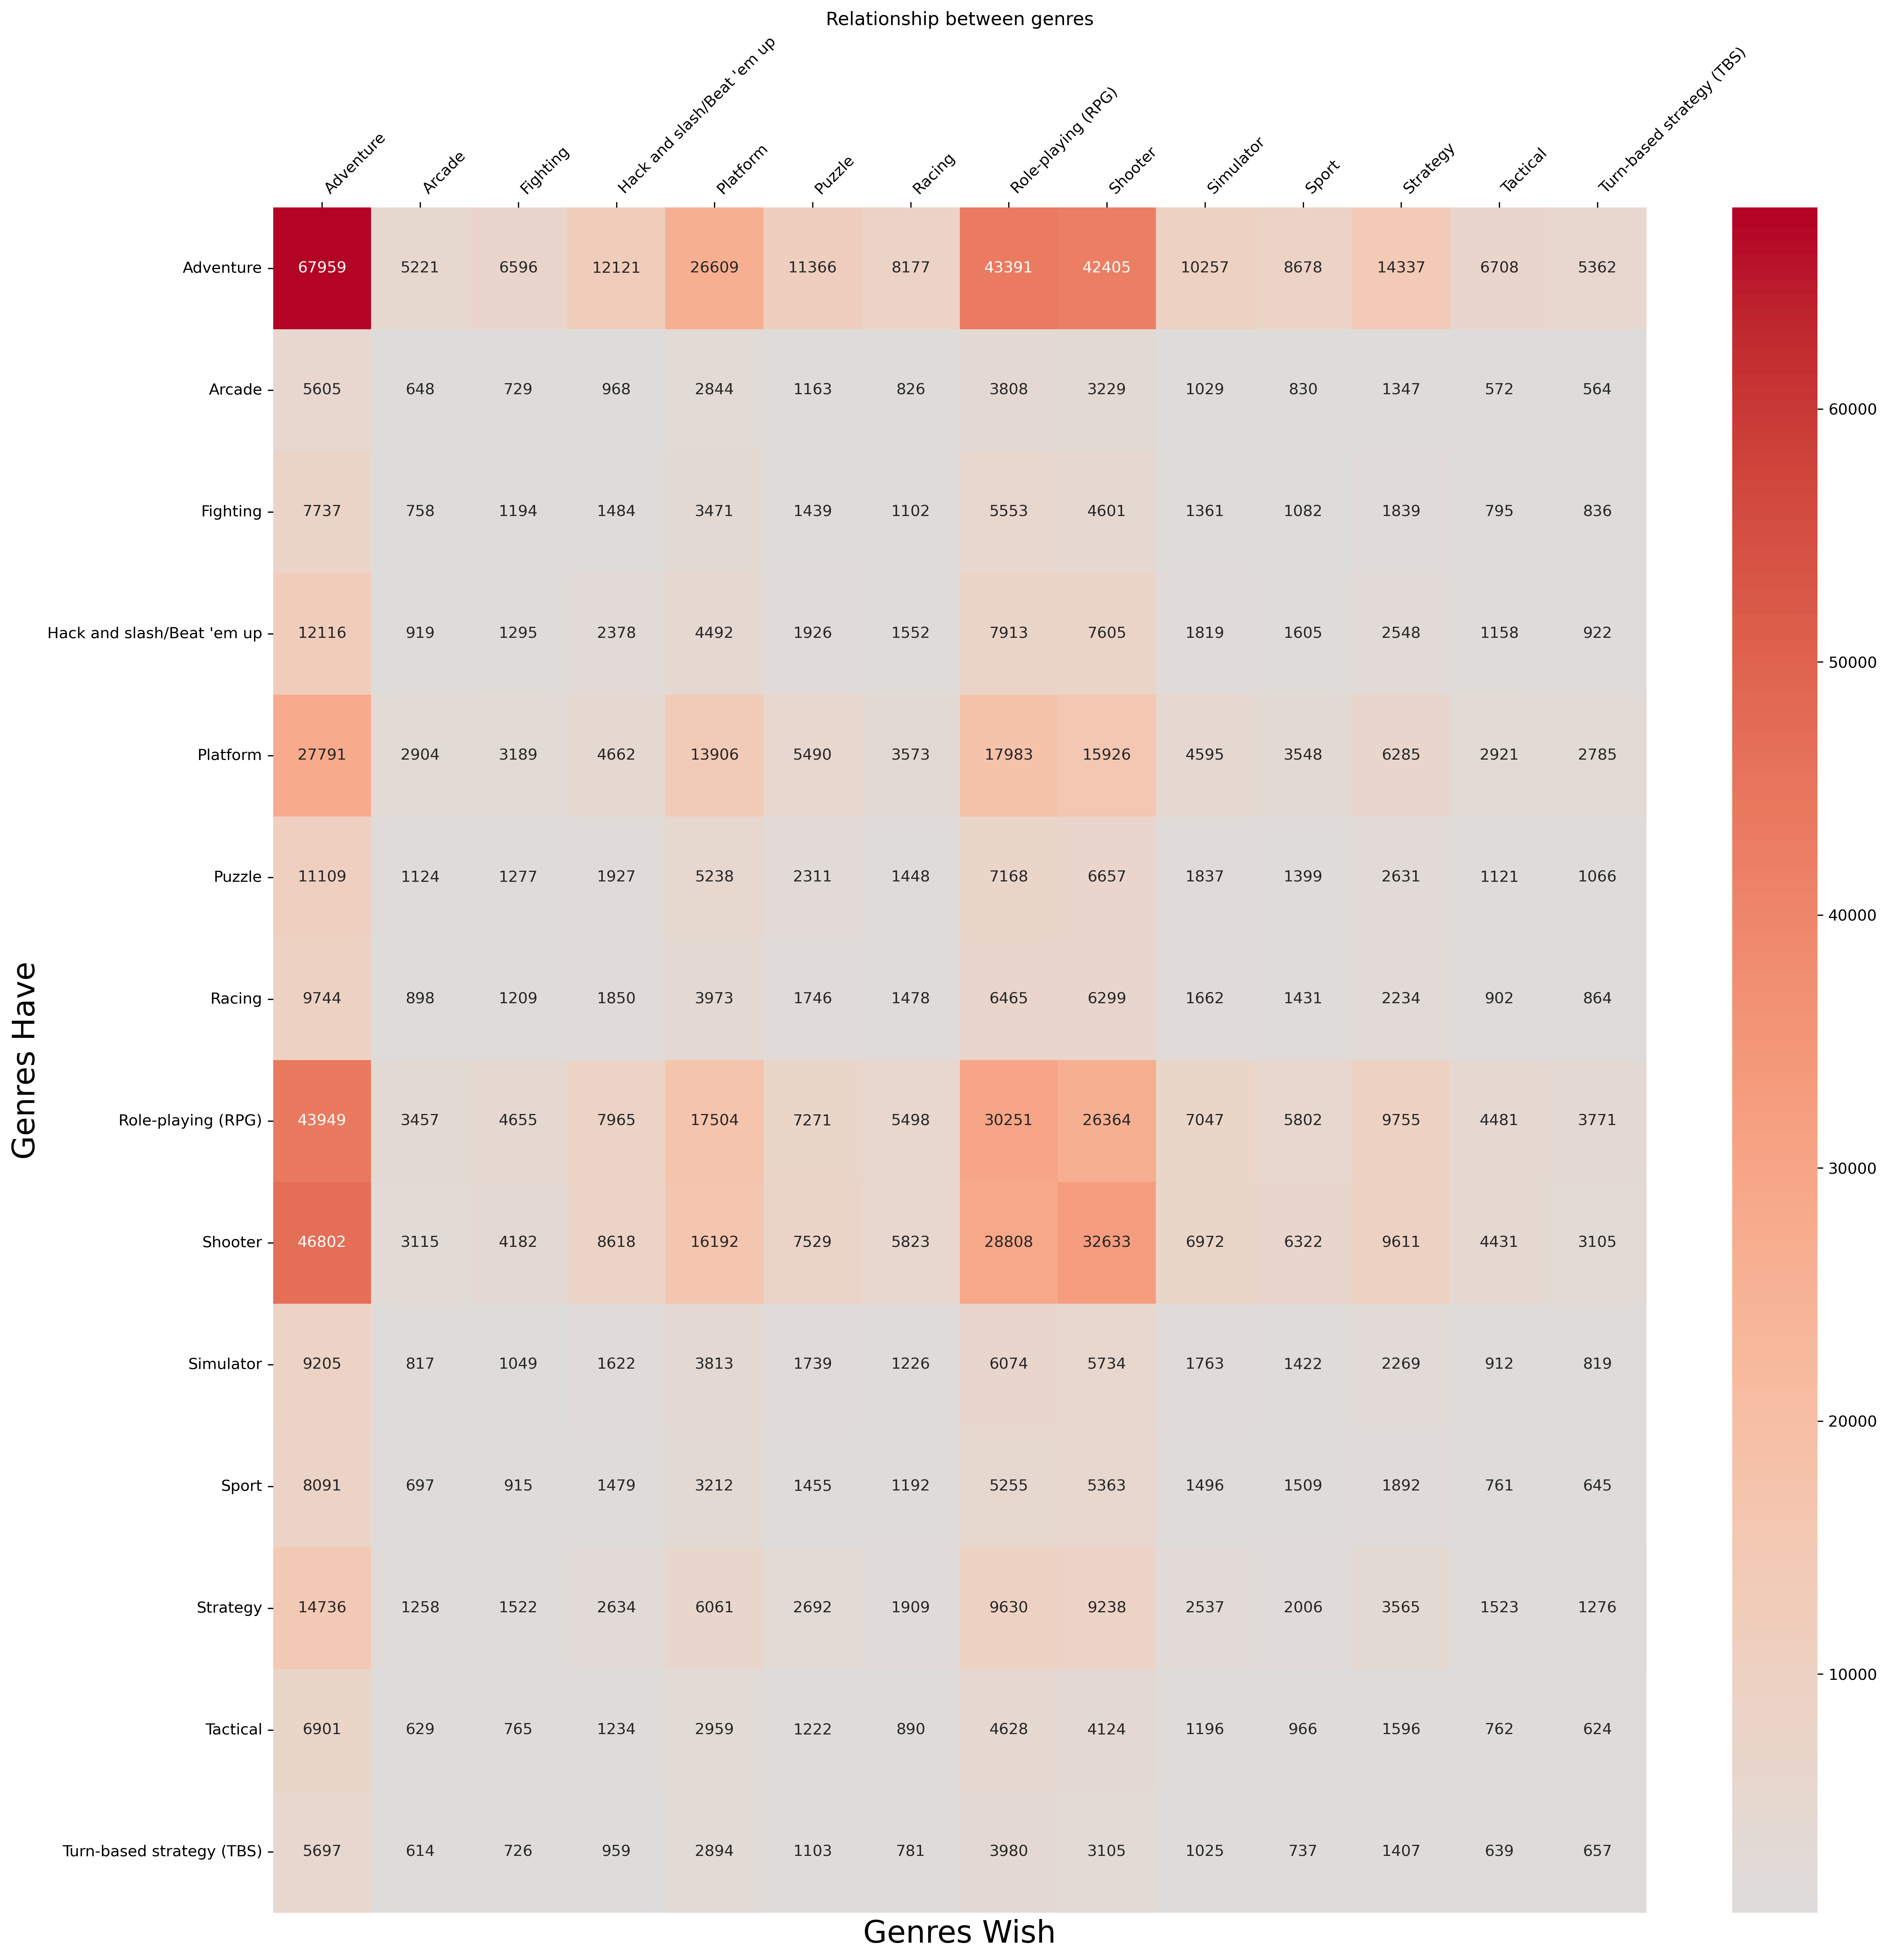 Relationship between genres
Adventure
Arcade
Fighting
Hack and slash/Beat 'em up
Platform
Puzzle
Racing
Role-playing (RPG)
Shooter
Simulator
Sport
Strategy
Tactical
Turn-based strategy (TBS)
Adventure 67959 5221 6596 12121 26609 11366 8177 43391 42405 10257 8678 14337 6708 5362
Arcade 5605 648 729 968 2844 1163 826 3808 3229 1029 830 1347 572 564
Fighting 7737 758 1194 1484 3471 1439 1102 5553 4601 1361 1082 1839 795 836
Hack and slash/Beat 'em up 12116 919 1295 2378 4492 1926 1552 7913 7605 1819 1605 2548 1158 922
Platform 27791 2904 3189 4662 13906 5490 3573 17983 15926 4595 3548 6285 2921 2785
Puzzle 11109 1124 1277 1927 5238 2311 1448 7168 6657 1837 1399 2631 1121 1066
Racing 9744 898 1209 1850 3973 1746 1478 6465 6299 1662 1431 2234 902 864
Role-playing (RPG) 43949 3457 4655 7965 17504 7271 5498 30251 26364 7047 5802 9755 4481 3771
Shooter 46802 3115 4182 8618 16192 7529 5823 28808 32633 6972 6322 9611 4431 3105
Simulator 9205 817 1049 1622 3813 1739 1226 6074 5734 1763 1422 2269 912 819
Sport 8091 697 915 1479 3212 1455 1192 5255 5363 1496 1509 1892 761 645
Strategy 14736 1258 1522 2634 6061 2692 1909 9630 9238 2537 2006 3565 1523 1276
Tactical 6901 629 765 1234 2959 1222 890 4628 4124 1196 966 1596 762 624
Turn-based strategy (TBS) 5697 614 726 959 2894 1103 781 3980 3105 1025 737 1407 639 657
Genres Have
Genres Wish
60000
50000
40000
30000
20000
10000